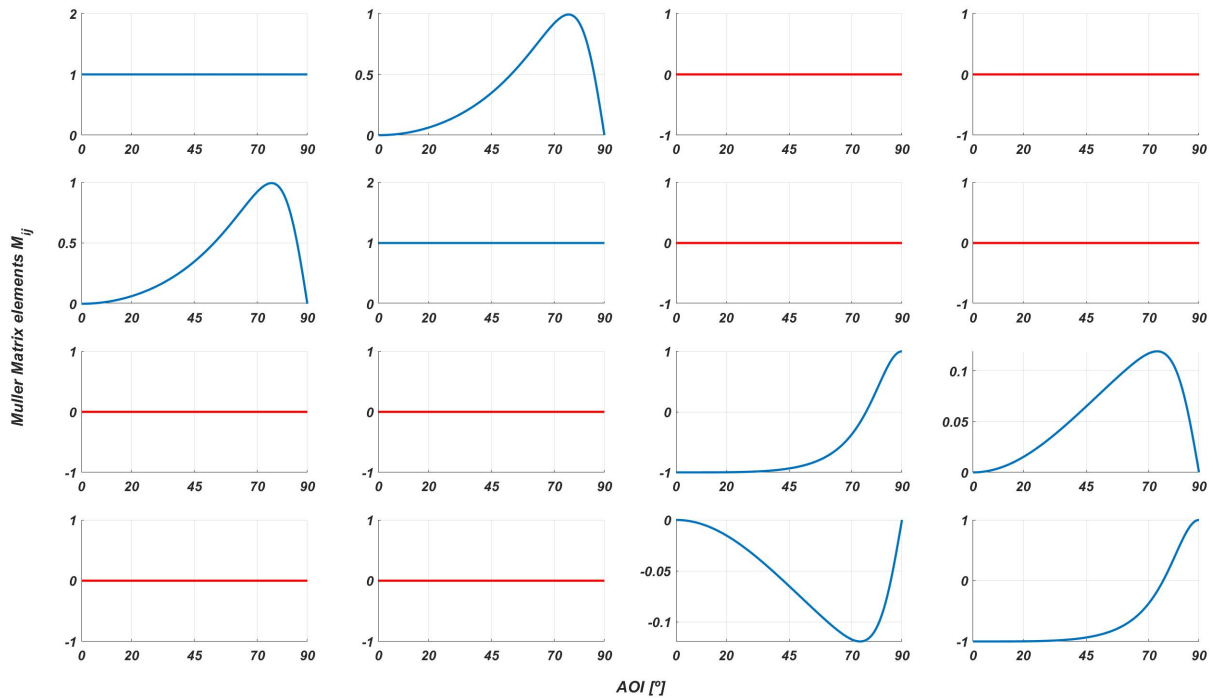 2 1 1 1
1 0.5 0 0
0 0 -1 -1
0 20 45 70 90 0 20 45 70 90 0 20 45 70 90 0 20 45 70 90
1 2 1 1
0.5 1 0 0
0 0 -1 -1
0 20 45 70 90 0 20 45 70 90 0 20 45 70 90 0 20 45 70 90
Muller Matrix elements M_ij
1 1 1 0.1
0 0 0 0.05
-1 -1 -1 0
0 20 45 70 90 0 20 45 70 90 0 20 45 70 90 0 20 45 70 90
1 1 0 1
0 0 -0.05 0
-1 -1 -0.1 -1
0 20 45 70 90 0 20 45 70 90 0 20 45 70 90 0 20 45 70 90
AOI [º]